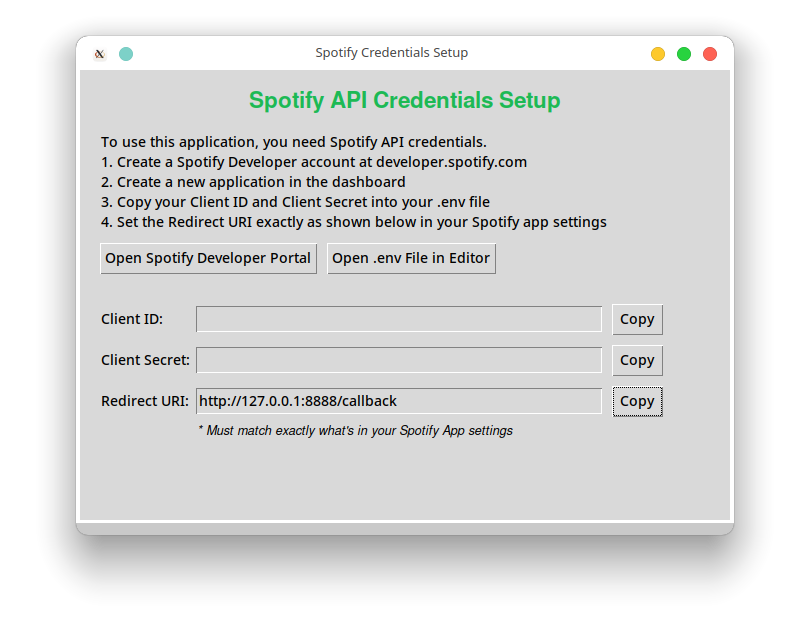 Spotify Credentials Setup
Spotify API Credentials Setup
To use this application, you need Spotify API credentials.
1. Create a Spotify Developer account at developer.spotify.com
2. Create a new application in the dashboard
3. Copy your Client ID and Client Secret into your .env file
4. Set the Redirect URI exactly as shown below in your Spotify app settings
Open Spotify Developer Portal Open .env File in Editor
Client ID: Copy
Client Secret: Copy
Redirect URI: http://127.0.0.1:8888/callback Copy
* Must match exactly what's in your Spotify App settings